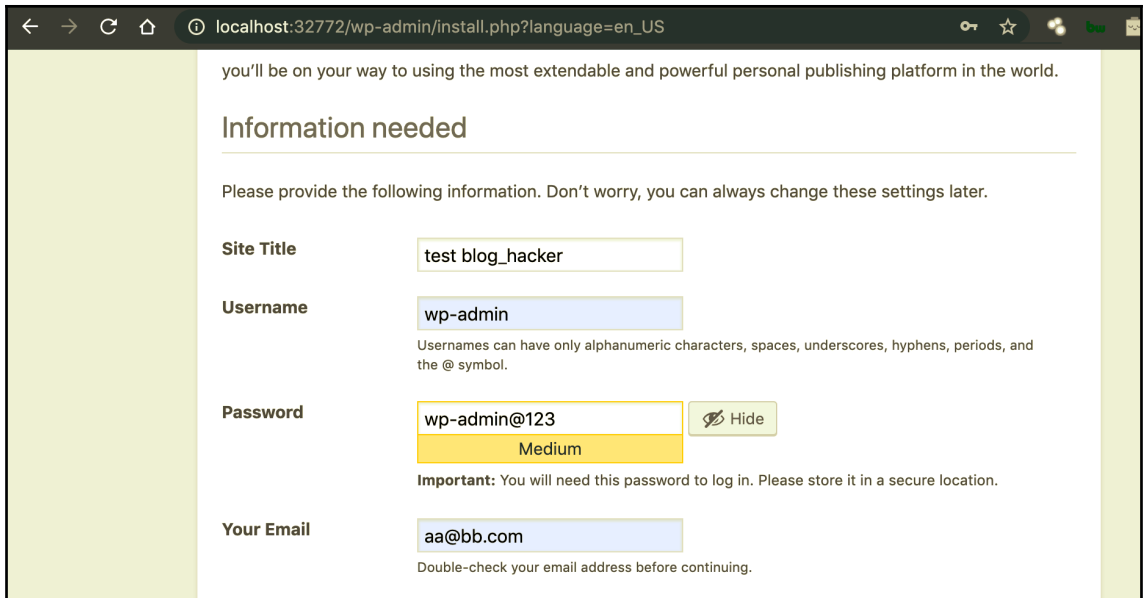 localhost:32772/wp-admin/install.php?language=en_US
you’ll be on your way to using the most extendable and powerful personal publishing platform in the world.
Information needed
Please provide the following information. Don’t worry, you can always change these settings later.
Site Title
test blog_hacker
Username
wp-admin
Usernames can have only alphanumeric characters, spaces, underscores, hyphens, periods, and
the @ symbol.
Password
wp-admin@123
Hide
Medium
Important: You will need this password to log in. Please store it in a secure location.
Your Email
aa@bb.com
Double-check your email address before continuing.